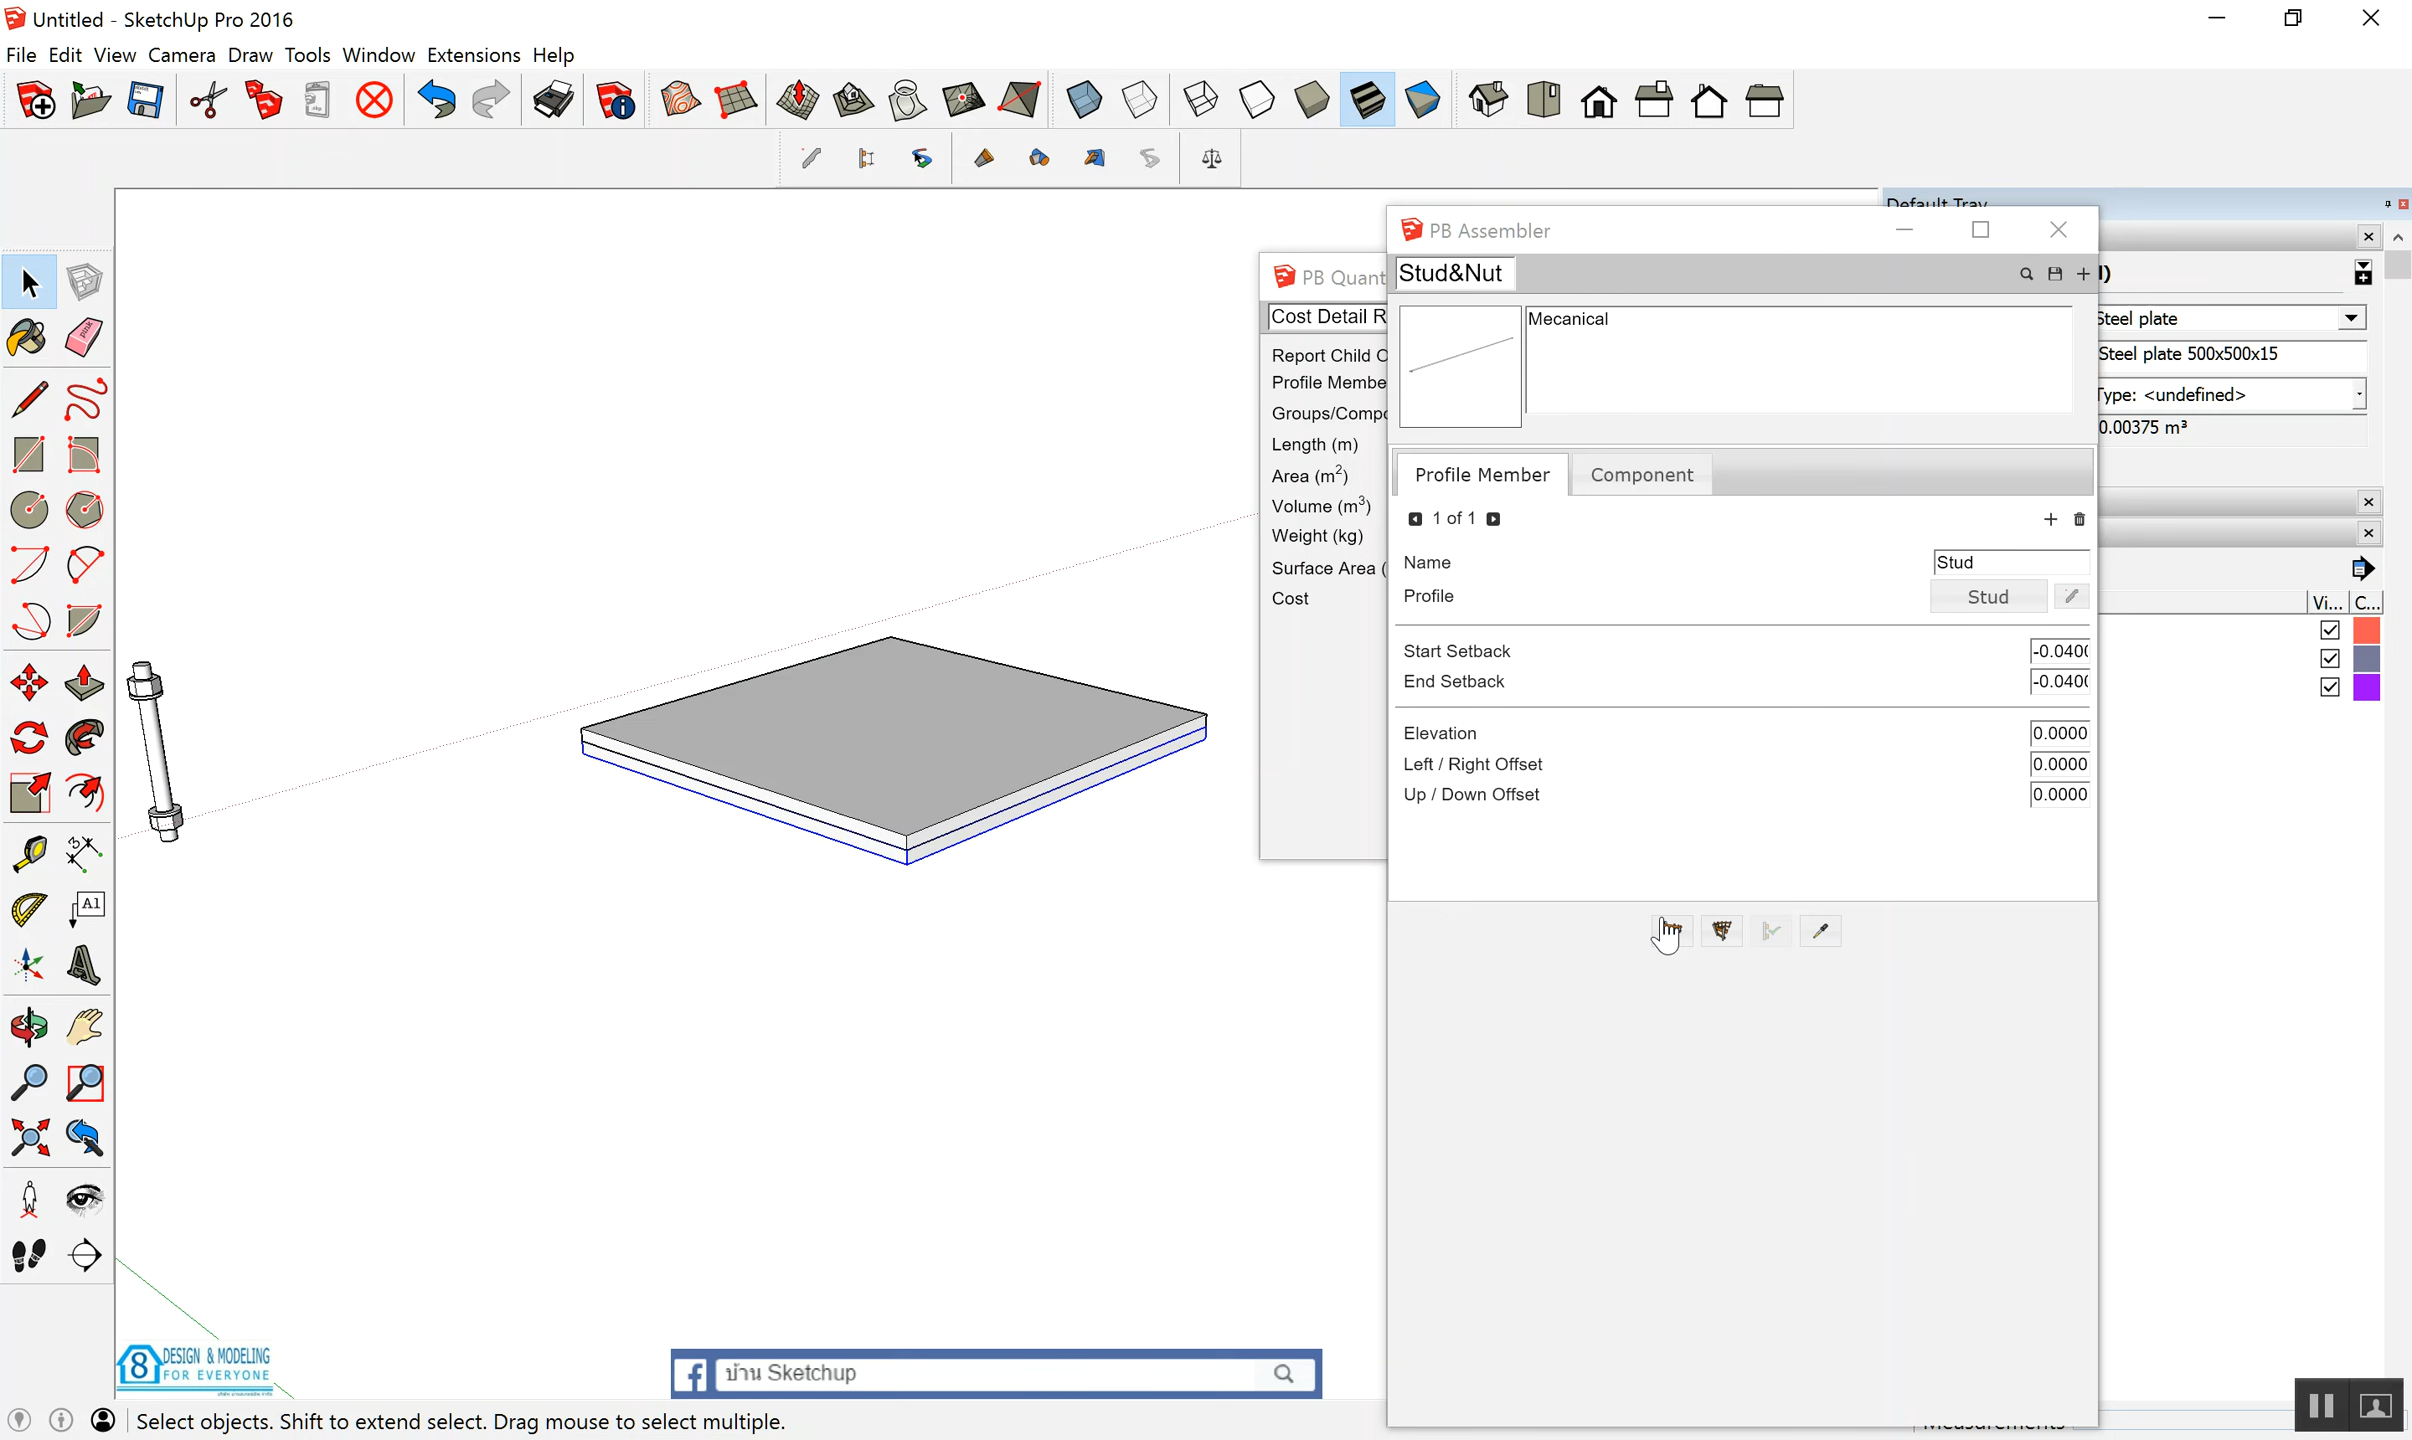 Untitled - SketchUp Pro 2016
File Edit View Camera Draw Tools Window Extensions Help
Default Tray
PB Assembler
Stud&Nut
PB Quant
Cost Detail R
Mecanical
Steel plate
Steel plate 500x500x15
Type: <undefined>
0.00375 m³
Report Child O
Profile Membe
Groups/Compo
Length (m)
Area (m²)
Volume (m³)
Weight (kg)
Surface Area (
Cost
Profile Member Component
1 of 1
Name Stud
Profile Stud
Vi... C...
Start Setback -0.040
End Setback -0.040
Elevation 0.0000
Left / Right Offset 0.0000
Up / Down Offset 0.0000
A1
8 DESIGN & MODELING
FOR EVERYONE
บ้าน Sketchup
Select objects. Shift to extend select. Drag mouse to select multiple.
Measurements